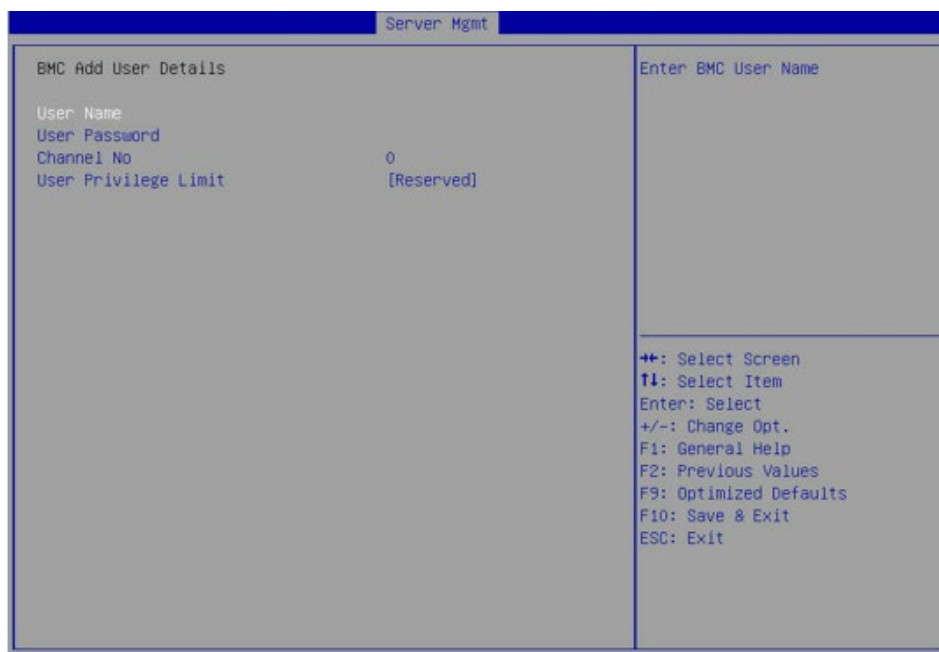 Server Mgmt
BMC Add User Details
User Name
User Password
Channel No 0
User Privilege Limit [Reserved]
Enter BMC User Name
→←: Select Screen
↑↓: Select Item
Enter: Select
+/-: Change Opt.
F1: General Help
F2: Previous Values
F9: Optimized Defaults
F10: Save & Exit
ESC: Exit